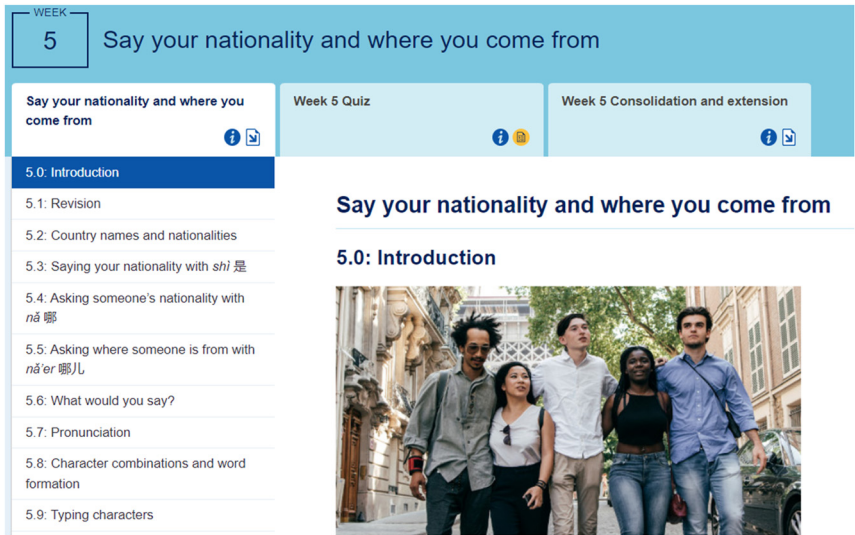 WEEK
5
Say your nationality and where you come from
Say your nationality and where you
come from
Week 5 Quiz
Week 5 Consolidation and extension
5.0: Introduction
5.1: Revision
5.2: Country names and nationalities
5.3: Saying your nationality with shì 是
5.4: Asking someone's nationality with
nǎ 哪
5.5: Asking where someone is from with
nǎ'er 哪儿
5.6: What would you say?
5.7: Pronunciation
5.8: Character combinations and word
formation
5.9: Typing characters
Say your nationality and where you come from
5.0: Introduction